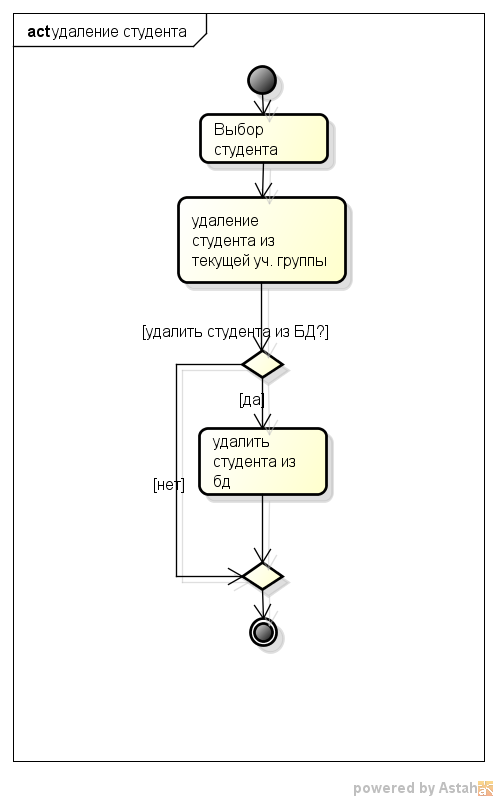 act удаление студента
Выбор
студента
удаление
студента из
текущей уч. группы
[удалить студента из БД?]
[да]
удалить
студента из
бд
[нет]
powered by Astah